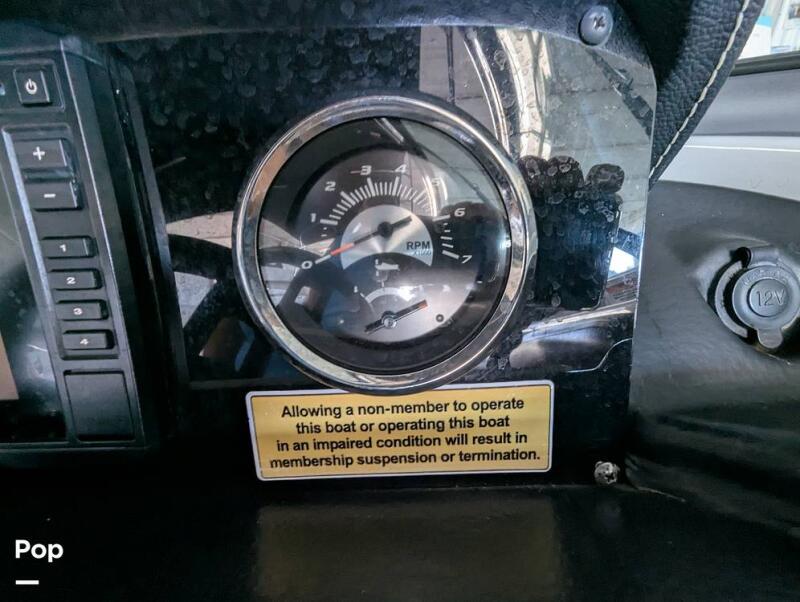 +
-
1
2
3
4
0
1
2
3
4
5
6
7
RPM
12V
Allowing a non-member to operate
this boat or operating this boat
in an impaired condition will result in
membership suspension or termination.
Pop